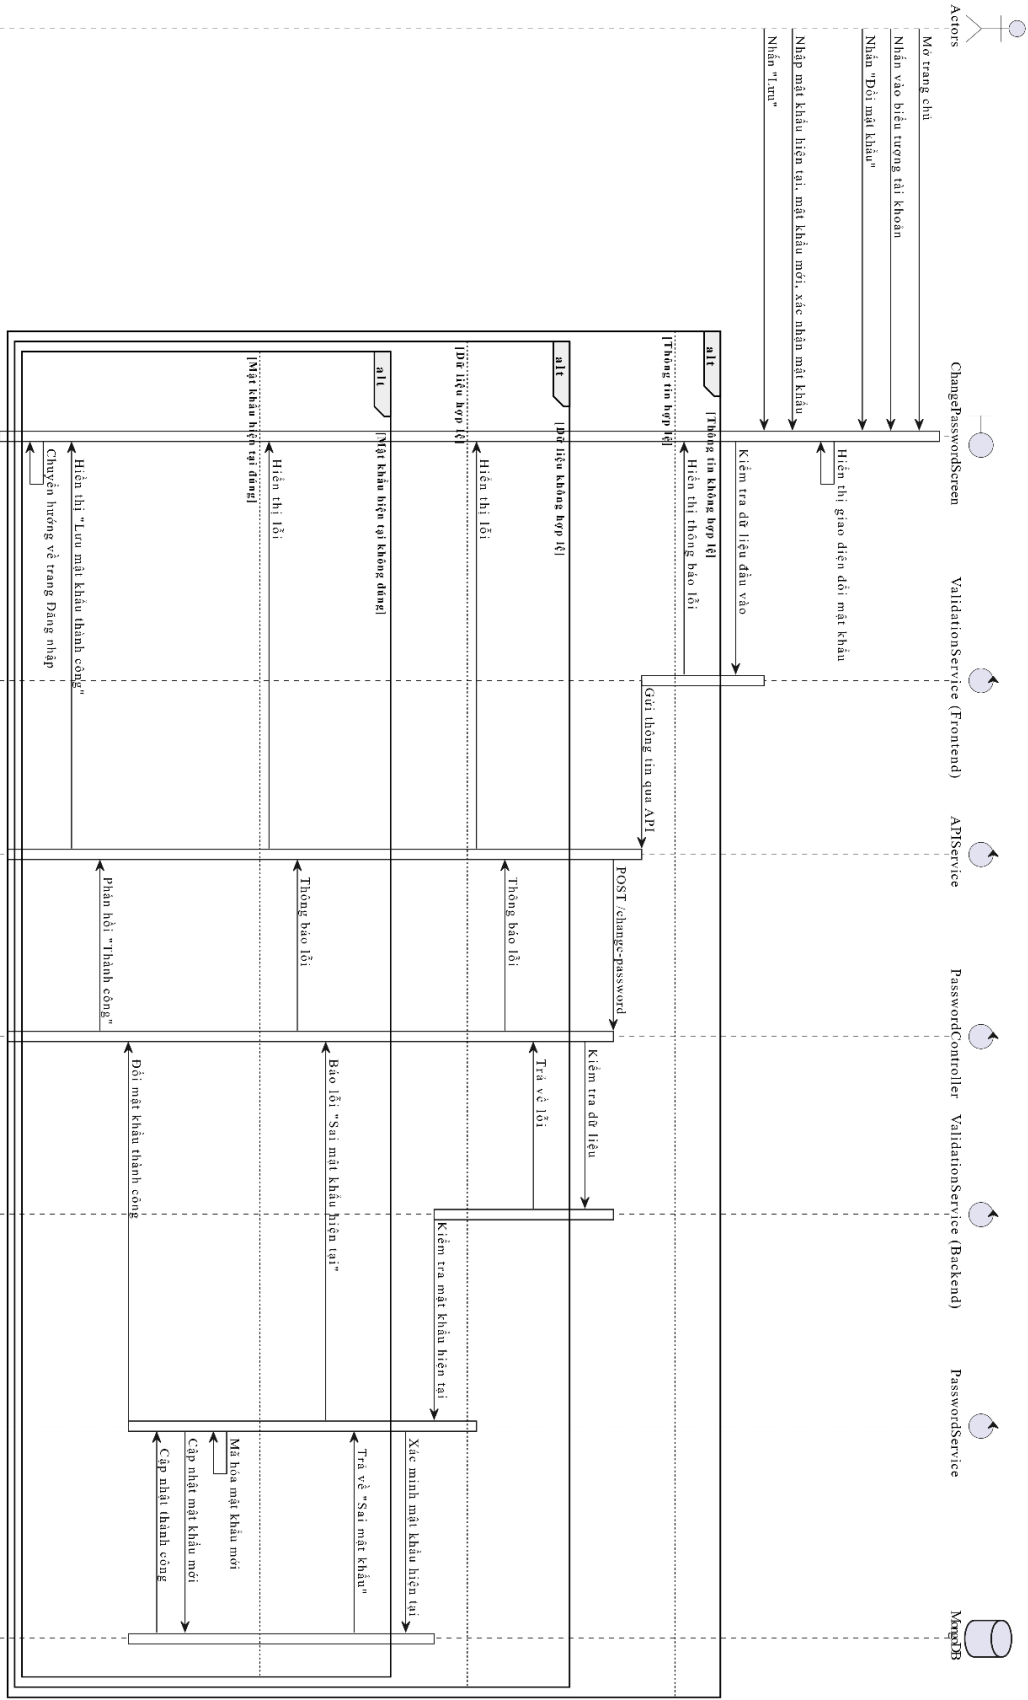 Actors
ChangePasswordScreen
ValidationService (Frontend)
APIService
PasswordController
ValidationService (Backend)
PasswordService
MongoDB
Mở trang chủ
Nhấn vào biểu tượng tài khoản
Nhấn "Đổi mật khẩu"
Hiển thị giao diện đổi mật khẩu
Nhập mật khẩu hiện tại, mật khẩu mới, xác nhận mật khẩu
Nhấn "Lưu"
Kiểm tra dữ liệu đầu vào
alt
[Thông tin không hợp lệ]
Hiển thị thông báo lỗi
[Thông tin hợp lệ]
Gửi thông tin qua API
POST /change-password
Kiểm tra dữ liệu
alt
[Dữ liệu không hợp lệ]
Trả về lỗi
Thông báo lỗi
Hiển thị lỗi
[Dữ liệu hợp lệ]
Kiểm tra mật khẩu hiện tại
Xác minh mật khẩu hiện tại
alt
[Mật khẩu hiện tại không đúng]
Trả về "Sai mật khẩu"
Báo lỗi "Sai mật khẩu hiện tại"
Thông báo lỗi
Hiển thị lỗi
[Mật khẩu hiện tại đúng]
Mã hóa mật khẩu mới
Cập nhật mật khẩu mới
Cập nhật thành công
Đổi mật khẩu thành công
Phản hồi "Thành công"
Hiển thị "Lưu mật khẩu thành công"
Chuyển hướng về trang Đăng nhập